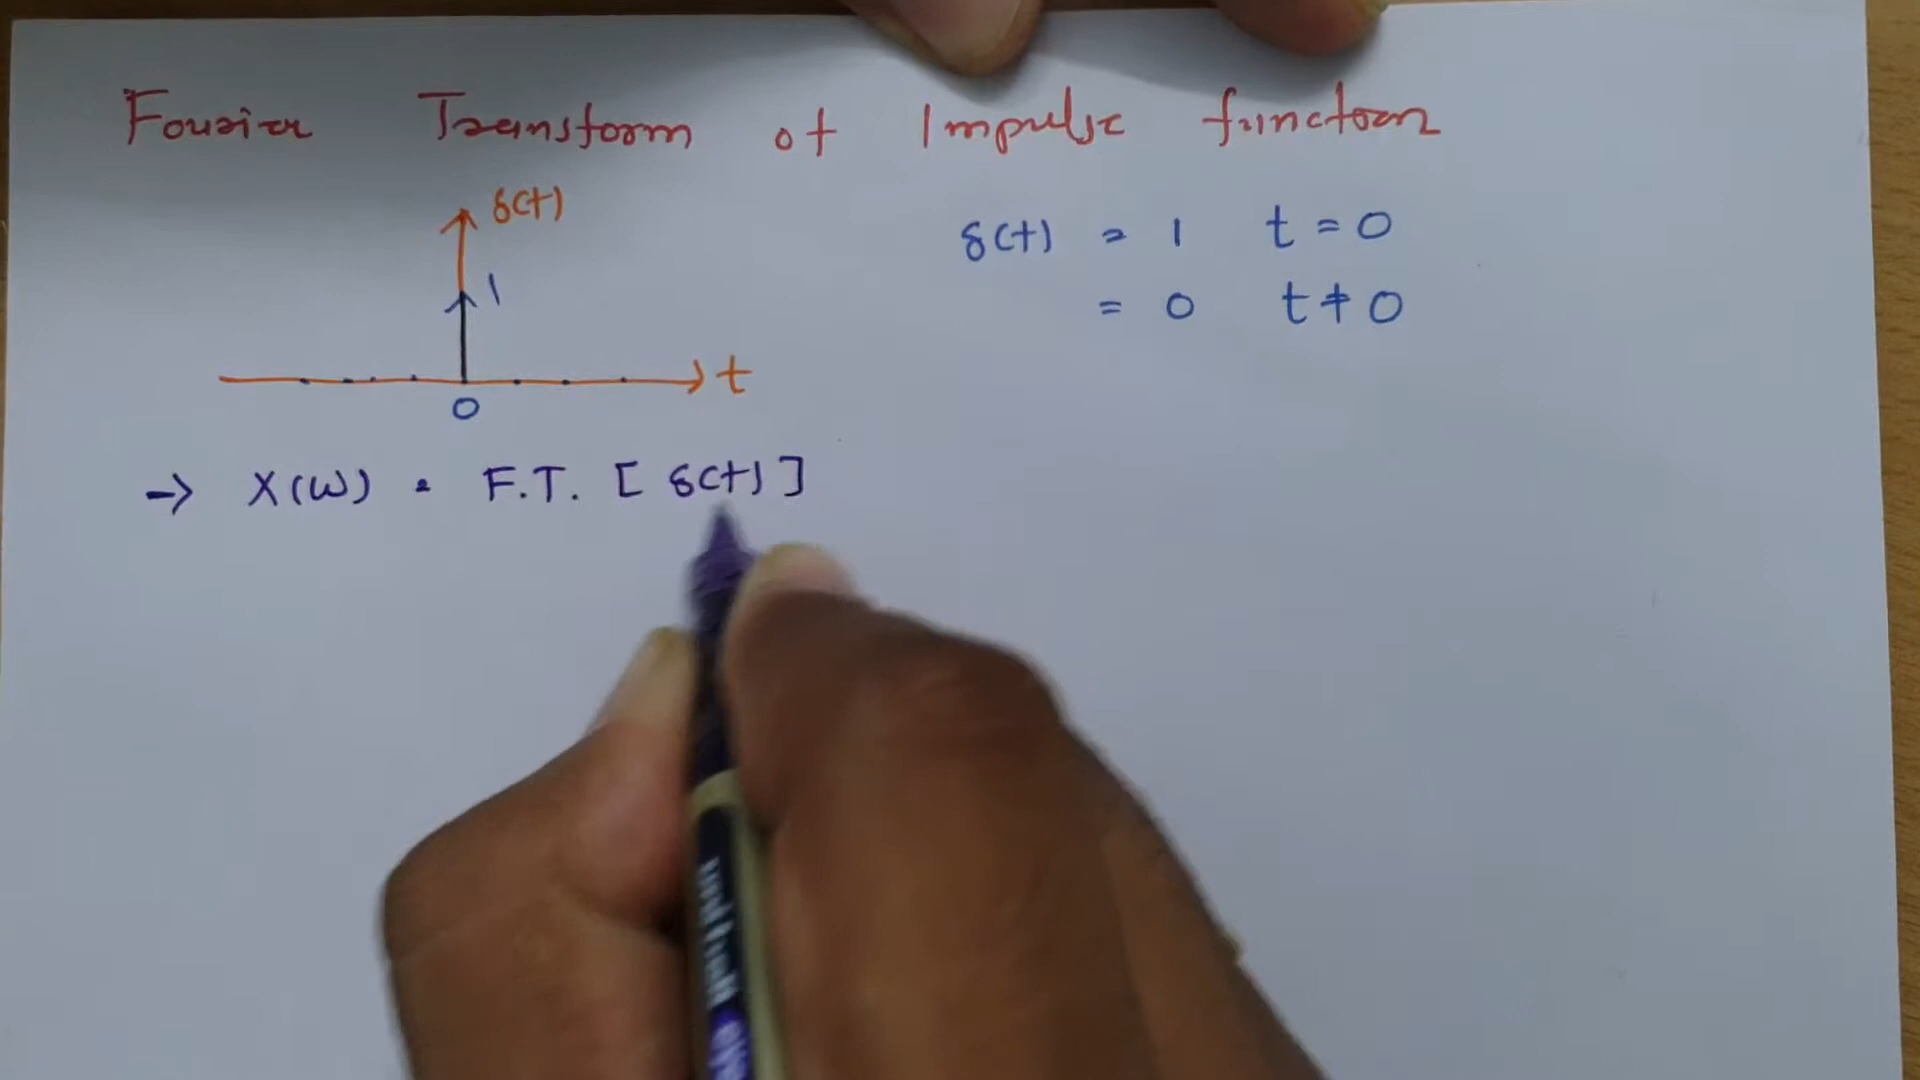 Fourier Transform of Impulse function
δ(t)
δ(t) = 1 t = 0
1
= 0 t ≠ 0
t
0
→ X(ω) = F.T. [ δ(t) ]